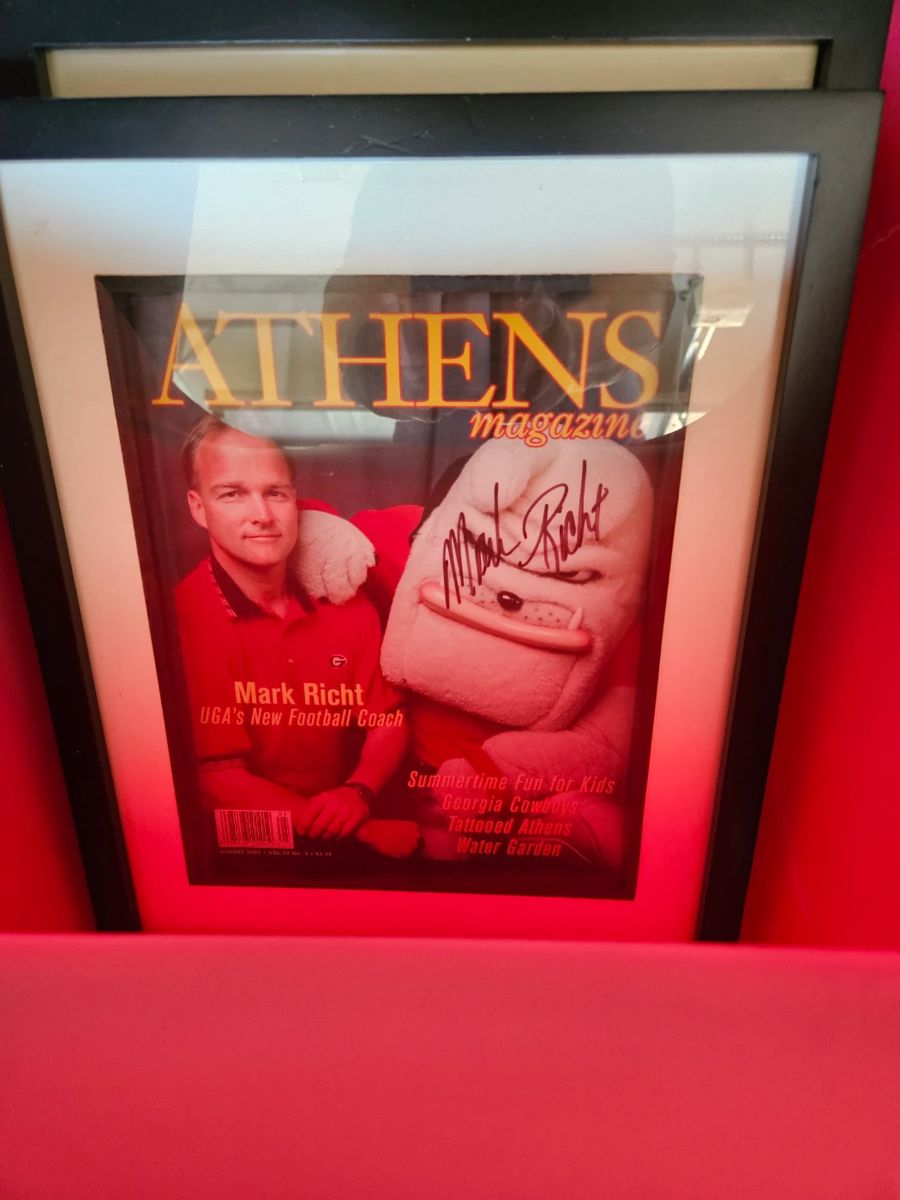 ATHENS
magazine
Mark Richt
G
Mark Richt
UGA's New Football Coach
Summertime Fun for Kids
Georgia Cowboys
Tattooed Athens
Water Garden